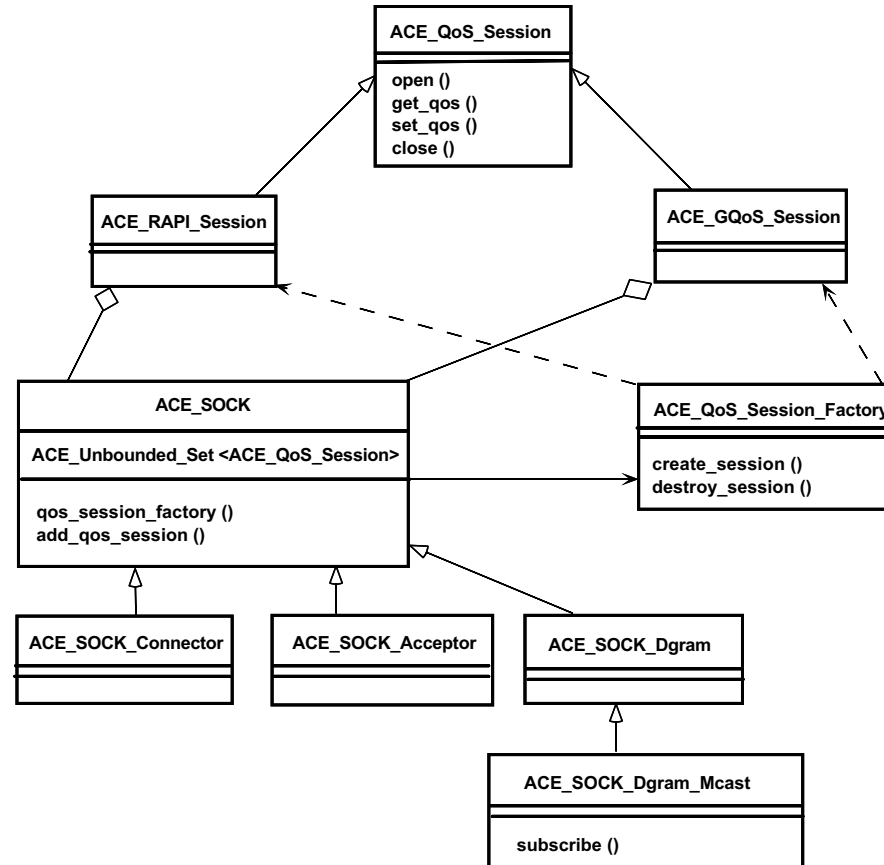 ACE_QoS_Session
open ()
get_qos ()
set_qos ()
close ()
ACE_RAPI_Session
ACE_GQoS_Session
ACE_SOCK
ACE_Unbounded_Set <ACE_QoS_Session>
qos_session_factory ()
add_qos_session ()
ACE_QoS_Session_Factory
create_session ()
destroy_session ()
ACE_SOCK_Connector
ACE_SOCK_Acceptor
ACE_SOCK_Dgram
ACE_SOCK_Dgram_Mcast
subscribe ()